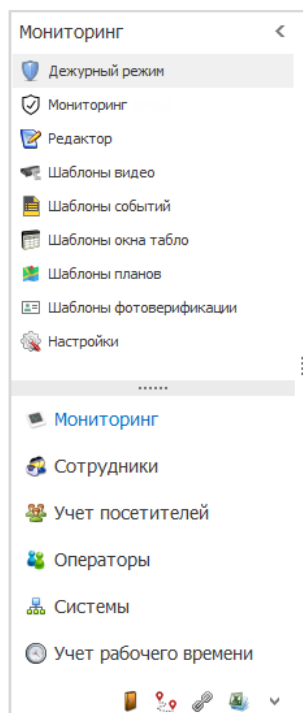 Мониторинг
Дежурный режим
Мониторинг
Редактор
Шаблоны видео
Шаблоны событий
Шаблоны окна табло
Шаблоны планов
Шаблоны фотоверификации
Настройки
Мониторинг
Сотрудники
Учет посетителей
Операторы
Системы
Учет рабочего времени